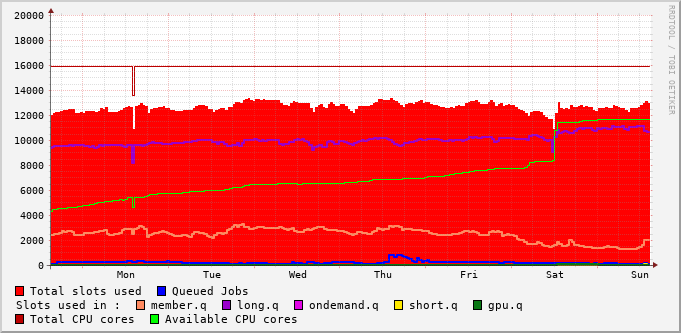 RRDTOOL / TOBI OETIKER
20000
18000
16000
14000
12000
10000
8000
6000
4000
2000
0
Mon Tue Wed Thu Fri Sat Sun
Total slots used Queued Jobs
Slots used in : member.q long.q ondemand.q short.q gpu.q
Total CPU cores Available CPU cores